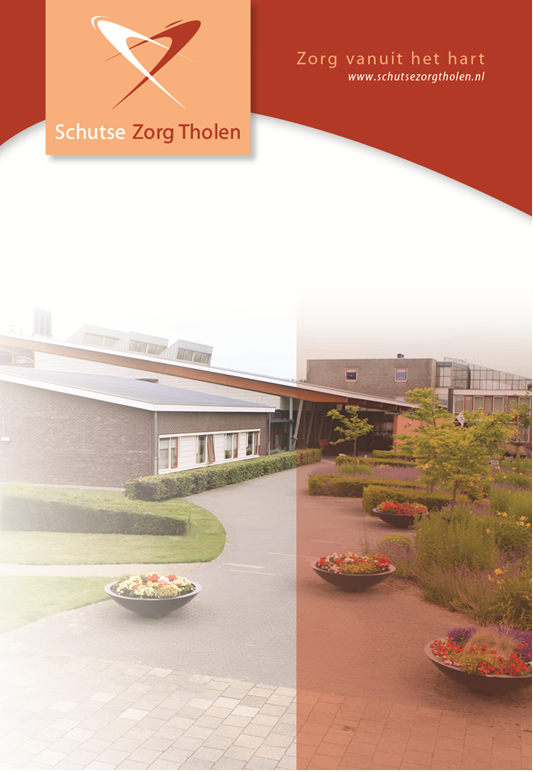 Schutse Zorg Tholen
Zorg vanuit het hart
www.schutsezorgtholen.nl